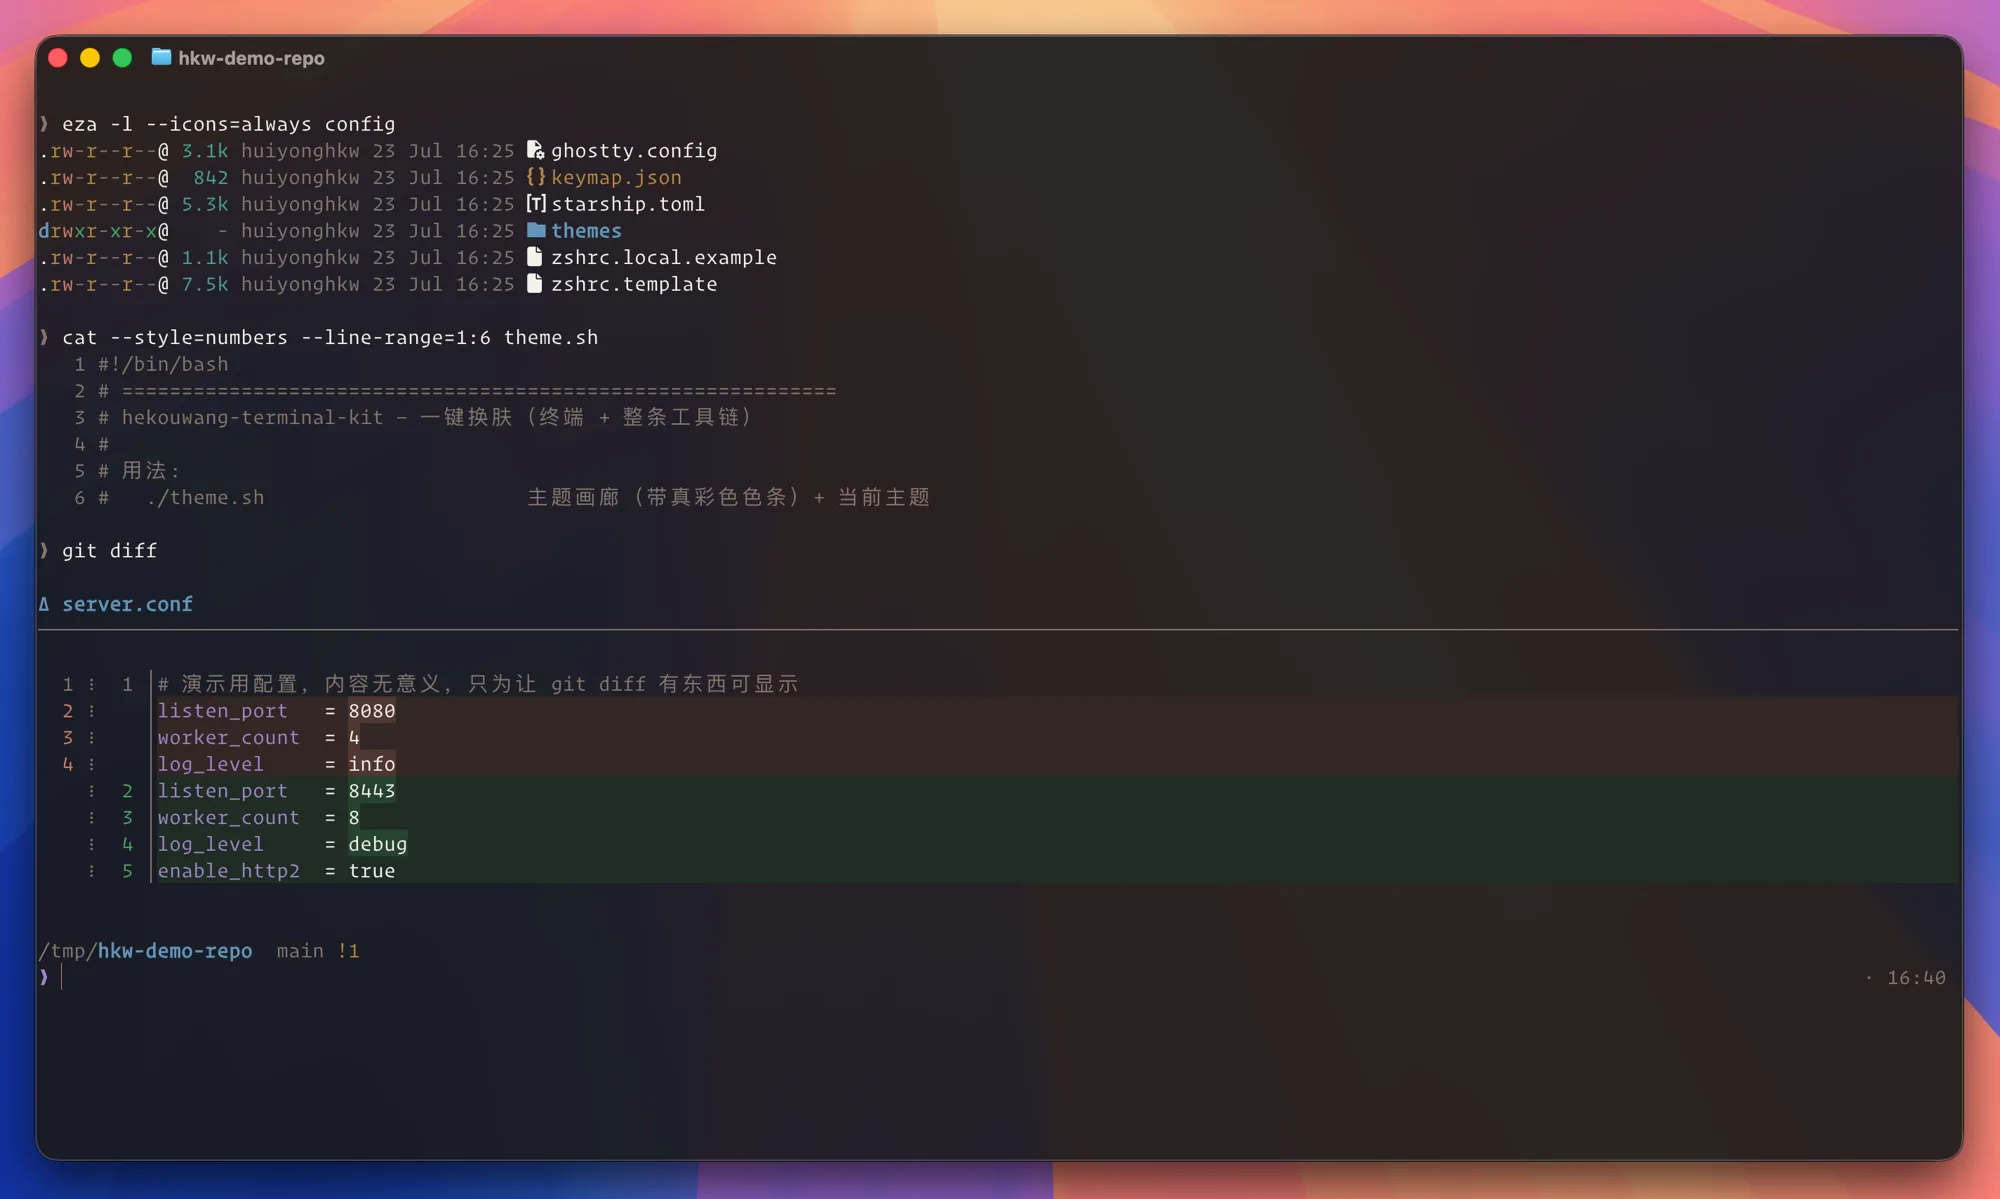 hkw-demo-repo
❯ eza -l --icons=always config
.rw-r--r--@ 3.1k huiyonghkw 23 Jul 16:25 ghostty.config
.rw-r--r--@ 842 huiyonghkw 23 Jul 16:25 {} keymap.json
.rw-r--r--@ 5.3k huiyonghkw 23 Jul 16:25 [T] starship.toml
drwxr-xr-x@ - huiyonghkw 23 Jul 16:25 themes
.rw-r--r--@ 1.1k huiyonghkw 23 Jul 16:25 zshrc.local.example
.rw-r--r--@ 7.5k huiyonghkw 23 Jul 16:25 zshrc.template
❯ cat --style=numbers --line-range=1:6 theme.sh
1 #!/bin/bash
2 # ============================================================
3 # hekouwang-terminal-kit — 一键换肤（终端 + 整条工具链）
4 #
5 # 用法：
6 #   ./theme.sh                      主题画廊（带真彩色色条）+ 当前主题
❯ git diff
Δ server.conf
1 ⋮ 1 │# 演示用配置，内容无意义，只为让 git diff 有东西可显示
2 ⋮   │listen_port   = 8080
3 ⋮   │worker_count  = 4
4 ⋮   │log_level     = info
⋮ 2 │listen_port   = 8443
⋮ 3 │worker_count  = 8
⋮ 4 │log_level     = debug
⋮ 5 │enable_http2  = true
/tmp/hkw-demo-repo  main !1
❯ · 16:40